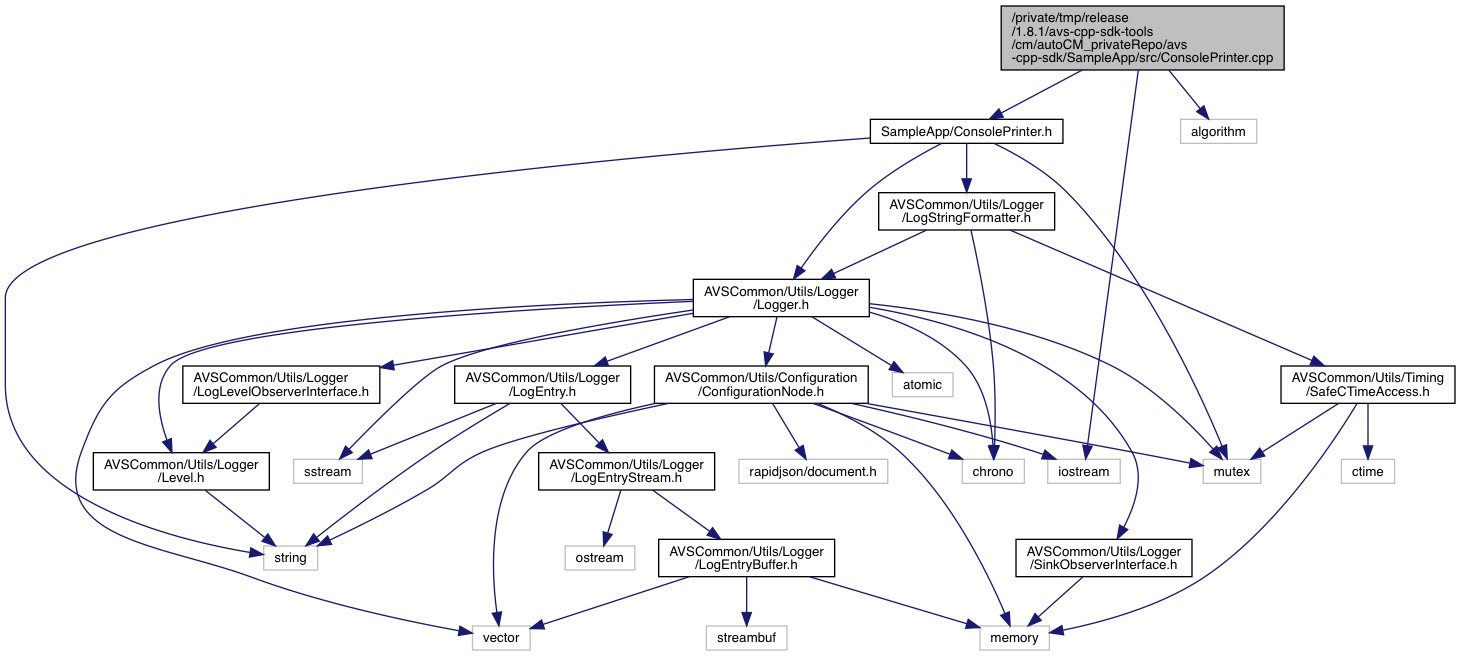 /private/tmp/release
/1.8.1/avs-cpp-sdk-tools
/cm/autoCM_privateRepo/avs
-cpp-sdk/SampleApp/src/ConsolePrinter.cpp
SampleApp/ConsolePrinter.h
algorithm
AVSCommon/Utils/Logger
/LogStringFormatter.h
AVSCommon/Utils/Logger
/Logger.h
AVSCommon/Utils/Logger
/LogLevelObserverInterface.h
AVSCommon/Utils/Logger
/LogEntry.h
AVSCommon/Utils/Configuration
/ConfigurationNode.h
atomic
AVSCommon/Utils/Timing
/SafeCTimeAccess.h
AVSCommon/Utils/Logger
/Level.h
sstream
AVSCommon/Utils/Logger
/LogEntryStream.h
rapidjson/document.h
chrono
iostream
mutex
ctime
string
ostream
AVSCommon/Utils/Logger
/LogEntryBuffer.h
AVSCommon/Utils/Logger
/SinkObserverInterface.h
vector
streambuf
memory